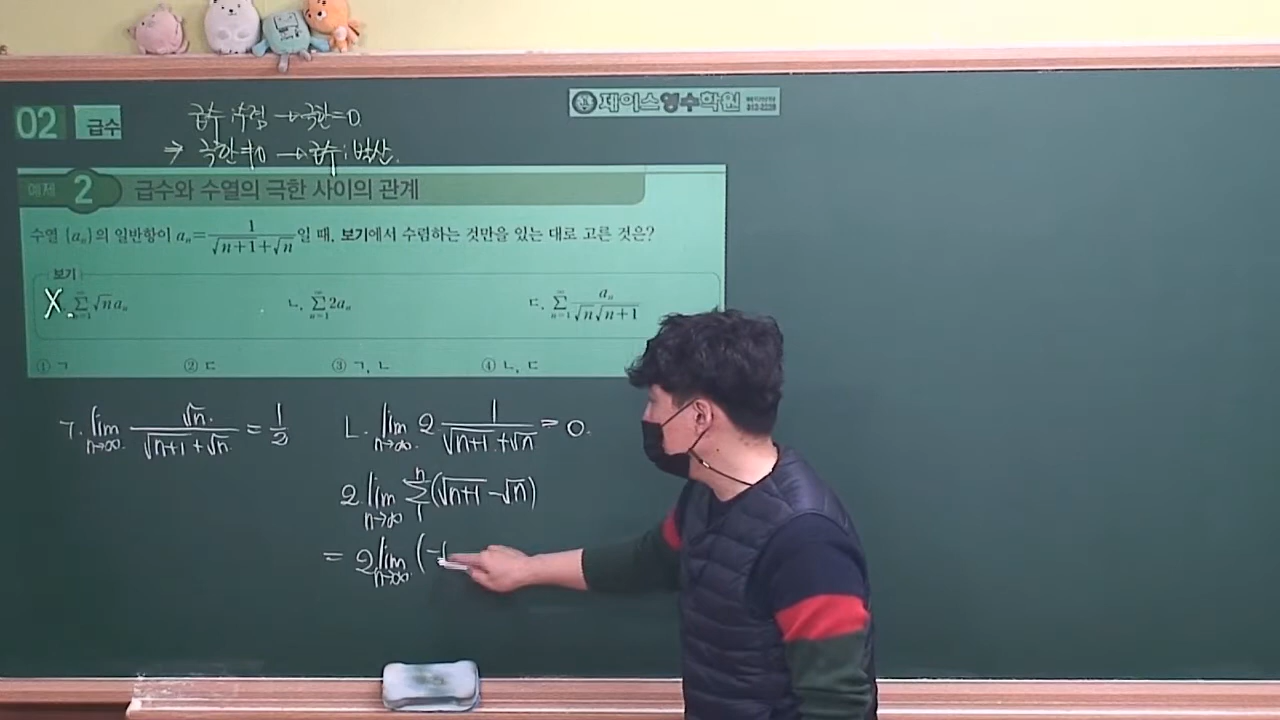 제이스영수학원
02 급수
급수:수렴 → 극한=0.
⇒ 극한≠0 → 급수:발산.
예제 2 급수와 수열의 극한 사이의 관계
수열 {aₙ}의 일반항이 aₙ=1/(√n+1+√n)일 때, 보기에서 수렴하는 것만을 있는 대로 고른 것은?
보기
X. ∑(n=1,∞) √n aₙ ㄴ. ∑(n=1,∞) 2aₙ ㄷ. ∑(n=1,∞) aₙ/(√n√n+1)
① ㄱ ② ㄷ ③ ㄱ, ㄴ ④ ㄴ, ㄷ
ㄱ. lim(n→∞) √n/(√n+1+√n) = 1/2 ㄴ. lim(n→∞) 2 1/(√n+1+√n) = 0.
2 lim(n→∞) ∑(1,n) (√n+1-√n)
= 2 lim(n→∞) (-1